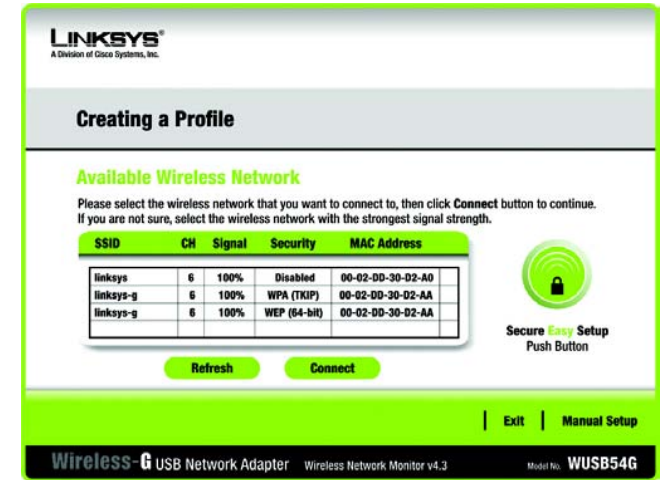 LINKSYS®
A Division of Cisco Systems, Inc.
Creating a Profile
Available Wireless Network
Please select the wireless network that you want to connect to, then click Connect button to continue.
If you are not sure, select the wireless network with the strongest signal strength.
SSID CH Signal Security MAC Address
linksys 6 100% Disabled 00-02-DD-30-D2-A0
linksys-g 6 100% WPA (TKIP) 00-02-DD-30-D2-AA
linksys-g 6 100% WEP (64-bit) 00-02-DD-30-D2-AA
Secure Easy Setup
Push Button
Refresh Connect
Exit Manual Setup
Wireless-G USB Network Adapter Wireless Network Monitor v4.3 Model No. WUSB54G